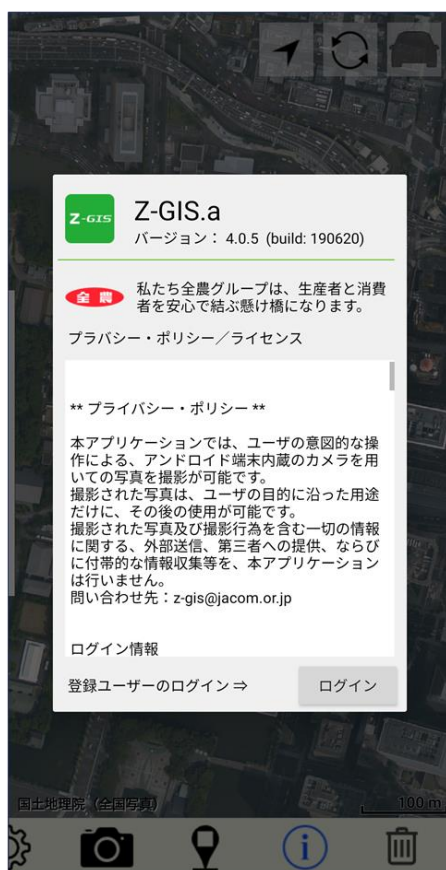 Z-GIS
Z-GIS.a
バージョン： 4.0.5 (build: 190620)
全農
私たち全農グループは、生産者と消費
者を安心で結ぶ懸け橋になります。
プラバシー・ポリシー／ライセンス
** プライバシー・ポリシー **
本アプリケーションでは、ユーザの意図的な操
作による、アンドロイド端末内蔵のカメラを用
いての写真を撮影が可能です。
撮影された写真は、ユーザの目的に沿った用途
だけに、その後の使用が可能です。
撮影された写真及び撮影行為を含む一切の情報
に関する、外部送信、第三者への提供、ならび
に付帯的な情報収集等を、本アプリケーション
は行いません。
問い合わせ先：z-gis@jacom.or.jp
ログイン情報
登録ユーザーのログイン ⇒
ログイン
国土地理院（全国写真）
100 m